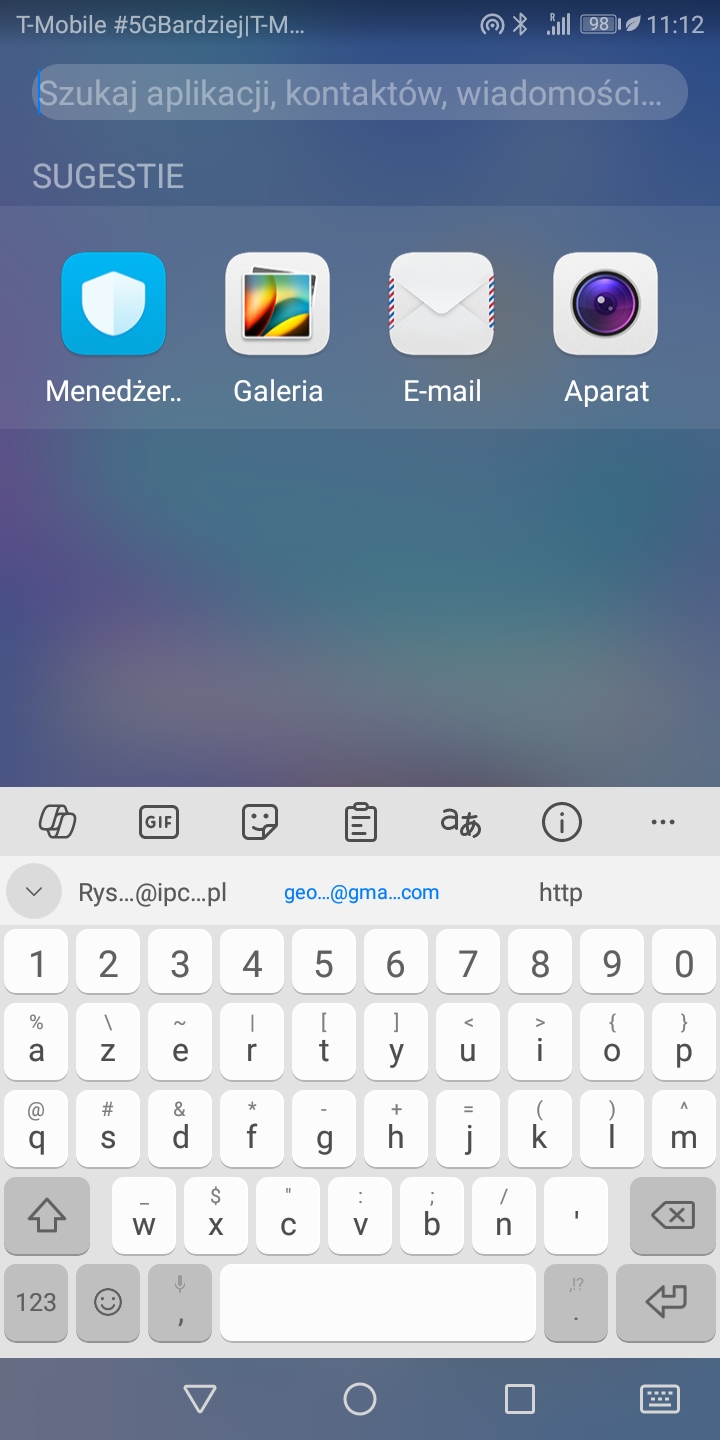 T-Mobile #5GBardziej|T-M... R 98 11:12
Szukaj aplikacji, kontaktów, wiadomości...
SUGESTIE
Menedżer.. Galeria E-mail Aparat
GIF aあ i ...
Rys...@ipc...pl geo...@gma...com http
1 2 3 4 5 6 7 8 9 0
% \ ~ | [ ] < > { }
a z e r t y u i o p
@ # & * - + = ( ) ^
q s d f g h j k l m
_ $ " : ; /
w x c v b n '
,!?
123 , .